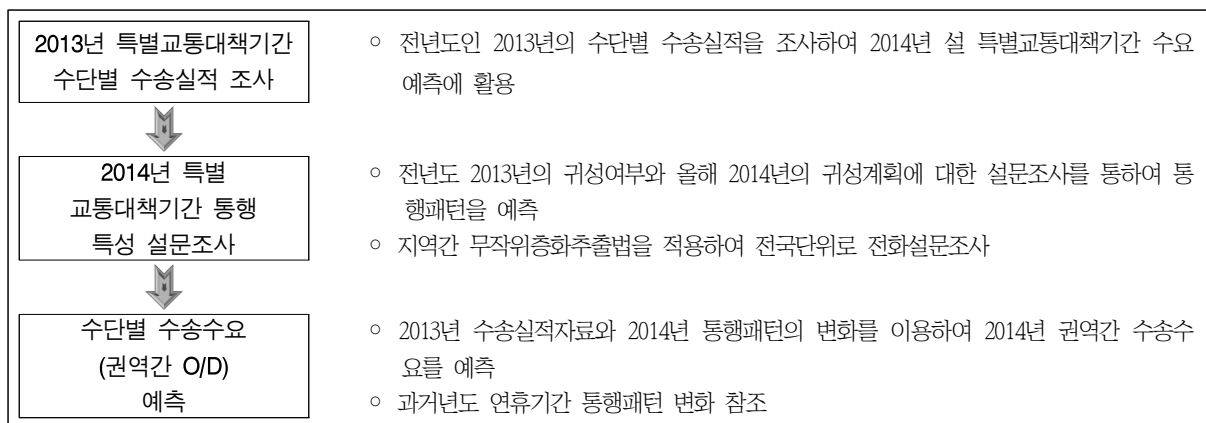 2013년 특별교통대책기간
수단별 수송실적 조사
○ 전년도인 2013년의 수단별 수송실적을 조사하여 2014년 설 특별교통대책기간 수요
예측에 활용
2014년 특별
교통대책기간 통행
특성 설문조사
○ 전년도 2013년의 귀성여부와 올해 2014년의 귀성계획에 대한 설문조사를 통하여 통
행패턴을 예측
○ 지역간 무작위층화추출법을 적용하여 전국단위로 전화설문조사
수단별 수송수요
(권역간 O/D)
예측
○ 2013년 수송실적자료와 2014년 통행패턴의 변화를 이용하여 2014년 권역간 수송수
요를 예측
○ 과거년도 연휴기간 통행패턴 변화 참조